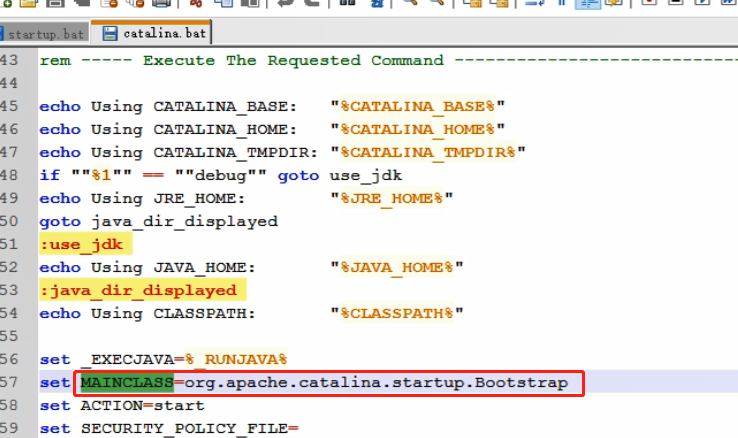 startup.bat catalina.bat
43 rem ----- Execute The Requested Command ----------------------------
44
45 echo Using CATALINA_BASE:   "%CATALINA_BASE%"
46 echo Using CATALINA_HOME:   "%CATALINA_HOME%"
47 echo Using CATALINA_TMPDIR: "%CATALINA_TMPDIR%"
48 if ""%1"" == ""debug"" goto use_jdk
49 echo Using JRE_HOME:        "%JRE_HOME%"
50 goto java_dir_displayed
51 :use_jdk
52 echo Using JAVA_HOME:       "%JAVA_HOME%"
53 :java_dir_displayed
54 echo Using CLASSPATH:       "%CLASSPATH%"
55
56 set _EXECJAVA=%_RUNJAVA%
57 set MAINCLASS=org.apache.catalina.startup.Bootstrap
58 set ACTION=start
59 set SECURITY_POLICY_FILE=